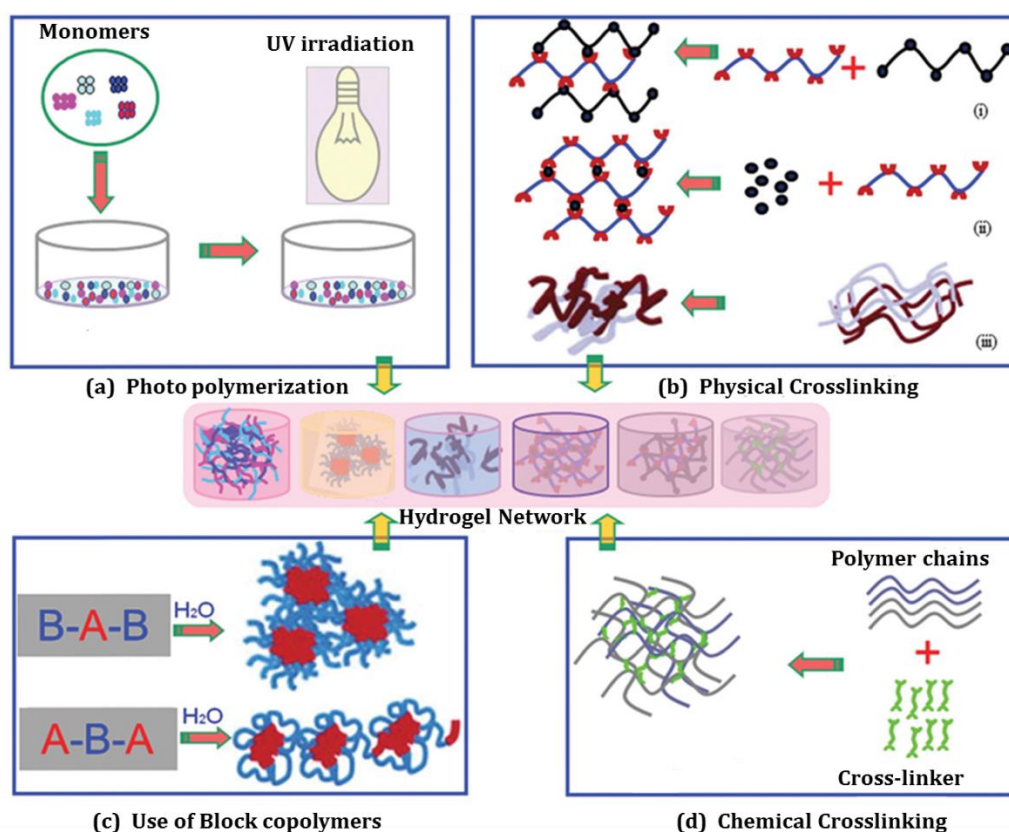 Monomers
UV irradiation
(i)
(ii)
(iii)
(a) Photo polymerization
(b) Physical Crosslinking
Hydrogel Network
B-A-B
H₂O
A-B-A
H₂O
Polymer chains
Cross-linker
(c) Use of Block copolymers
(d) Chemical Crosslinking